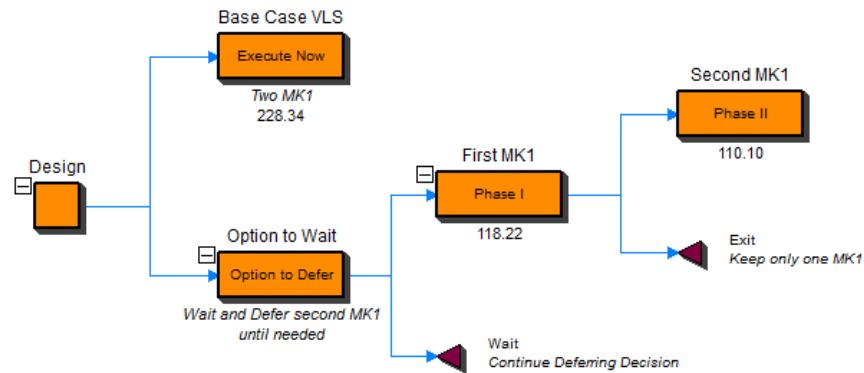 Base Case VLS
Execute Now
Two MK1
228.34
Second MK1
Phase II
110.10
First MK1
Phase I
118.22
Design
Exit
Keep only one MK1
Option to Wait
Option to Defer
Wait and Defer second MK1
until needed
Wait
Continue Deferring Decision